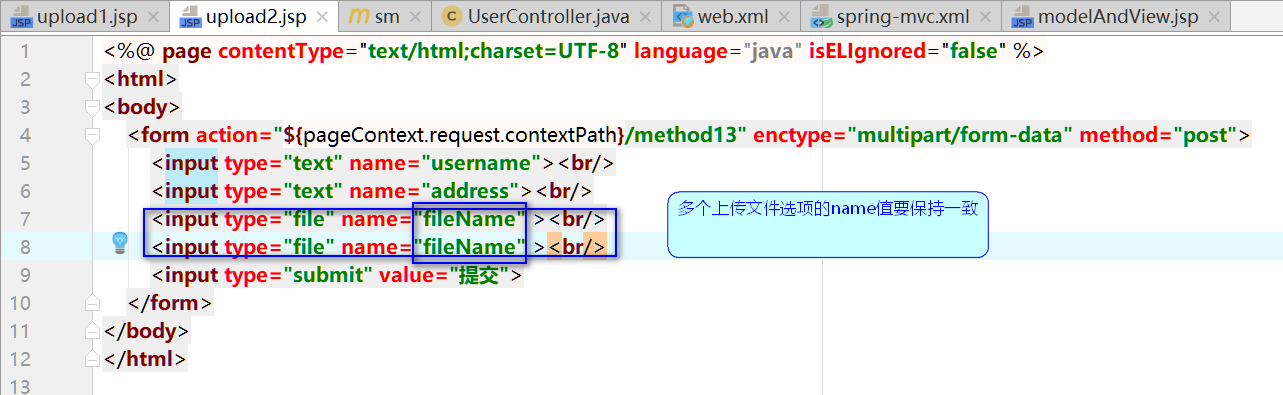 upload1.jsp upload2.jsp sm UserController.java web.xml spring-mvc.xml modelAndView.jsp
1 <%@ page contentType="text/html;charset=UTF-8" language="java" isELIgnored="false" %>
2 <html>
3 <body>
4 <form action="${pageContext.request.contextPath}/method13" enctype="multipart/form-data" method="post">
5 <input type="text" name="username"><br/>
6 <input type="text" name="address"><br/>
多个上传文件选项的name值要保持一致
7 <input type="file" name="fileName" ><br/>
8 <input type="file" name="fileName" ><br/>
9 <input type="submit" value="提交">
10 </form>
11 </body>
12 </html>
13